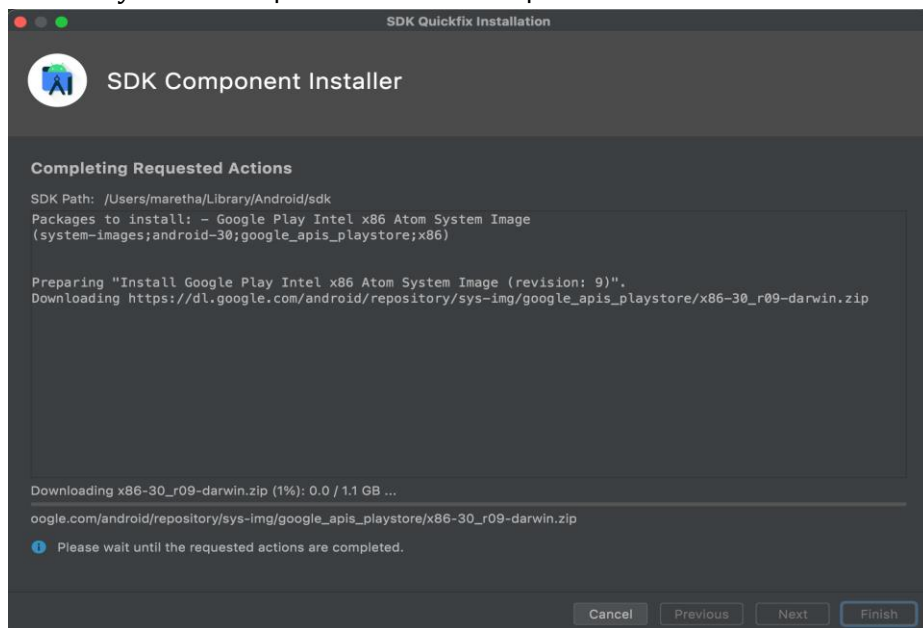 SDK Quickfix Installation
SDK Component Installer
Completing Requested Actions
SDK Path: /Users/maretha/Library/Android/sdk
Packages to install: - Google Play Intel x86 Atom System Image
(system-images;android-30;google_apis_playstore;x86)
Preparing "Install Google Play Intel x86 Atom System Image (revision: 9)".
Downloading https://dl.google.com/android/repository/sys-img/google_apis_playstore/x86-30_r09-darwin.zip
Downloading x86-30_r09-darwin.zip (1%): 0.0 / 1.1 GB ...
oogle.com/android/repository/sys-img/google_apis_playstore/x86-30_r09-darwin.zip
Please wait until the requested actions are completed.
Cancel Previous Next Finish